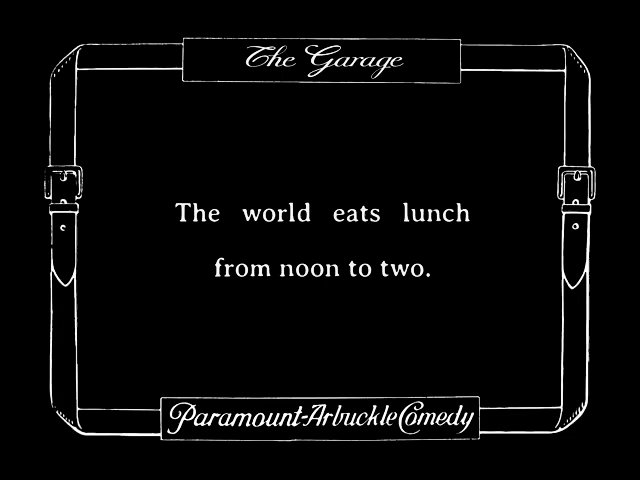 The Garage
The world eats lunch
from noon to two.
Paramount-Arbuckle Comedy